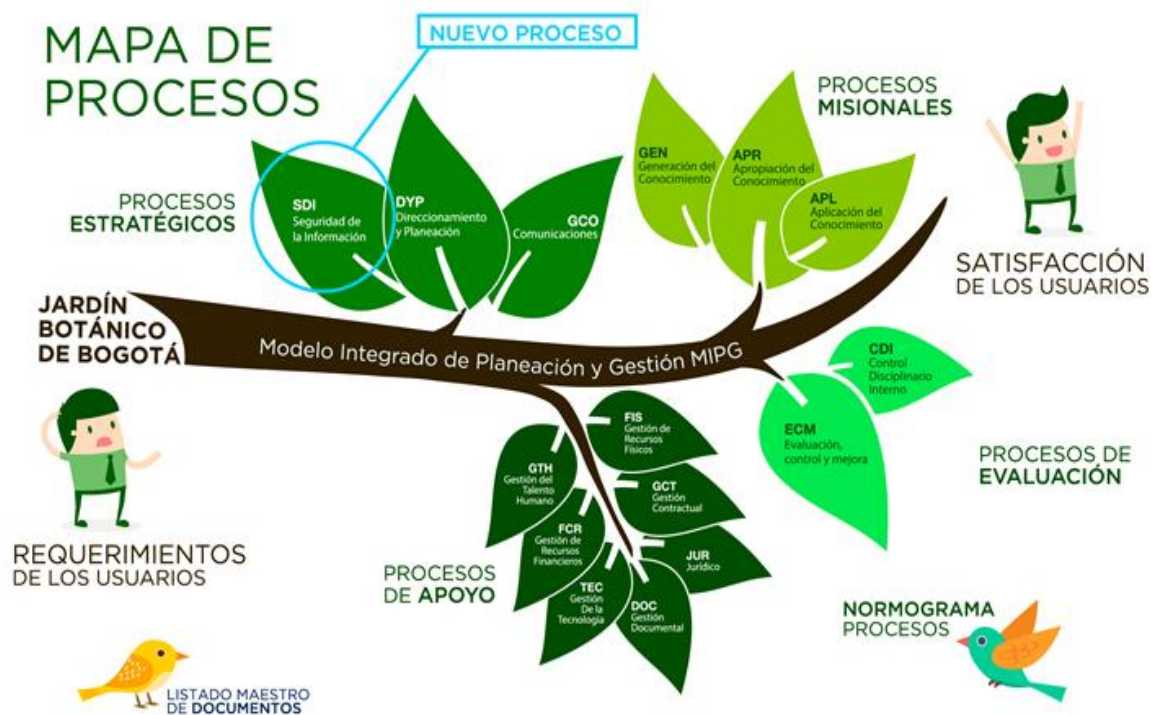 MAPA DE
PROCESOS
NUEVO PROCESO
PROCESOS
ESTRATÉGICOS
SDI
Seguridad de
la Información
DYP
Direccionamiento
y Planeación
GCO
Comunicaciones
PROCESOS
MISIONALES
GEN
Generación del
Conocimiento
APR
Apropiación del
Conocimiento
APL
Aplicación del
Conocimiento
SATISFACCIÓN
DE LOS USUARIOS
JARDÍN
BOTÁNICO
DE BOGOTÁ
Modelo Integrado de Planeación y Gestión MIPG
CDI
Control
Disciplinario
Interno
ECM
Evaluación,
control y mejora
PROCESOS DE
EVALUACIÓN
FIS
Gestión de
Recursos
Físicos
GTH
Gestión del
Talento
Humano
GCT
Gestión
Contractual
FCR
Gestión de
Recursos
Financieros
JUR
Jurídico
TEC
Gestión
De la
Tecnología
DOC
Gestión
Documental
PROCESOS
DE APOYO
REQUERIMIENTOS
DE LOS USUARIOS
NORMOGRAMA
PROCESOS
LISTADO MAESTRO
DE DOCUMENTOS